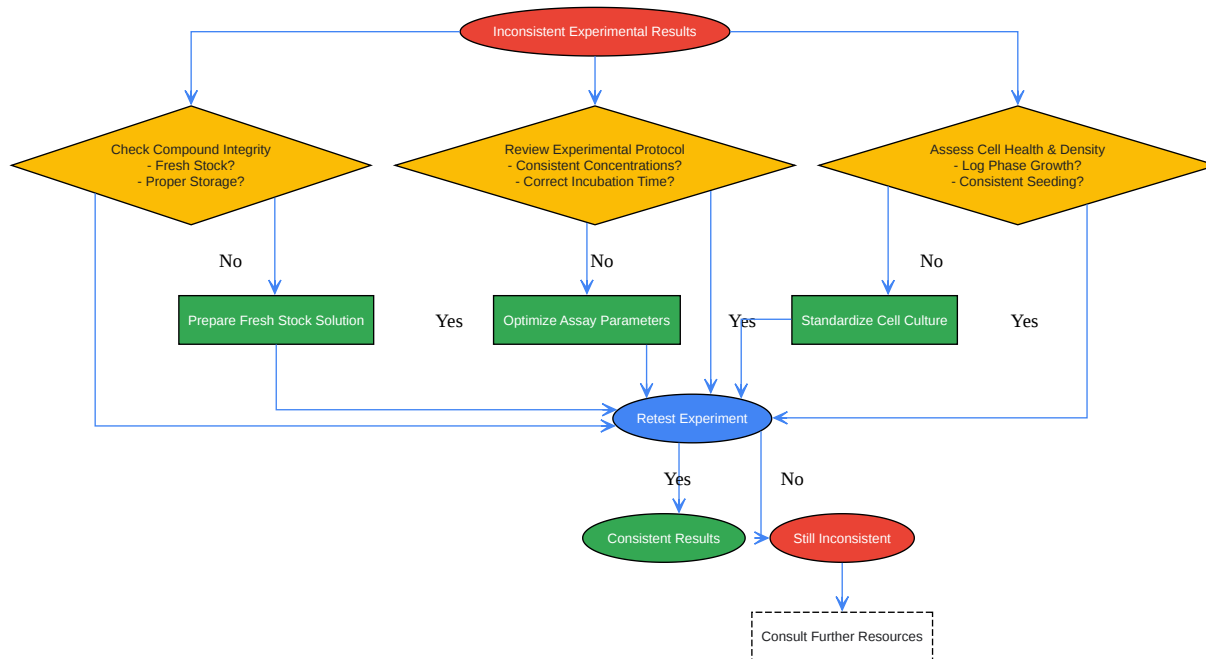 Inconsistent Experimental Results
Check Compound Integrity
- Fresh Stock?
- Proper Storage?
Review Experimental Protocol
- Consistent Concentrations?
- Correct Incubation Time?
Assess Cell Health & Density
- Log Phase Growth?
- Consistent Seeding?
No
No
No
Prepare Fresh Stock Solution
Yes
Optimize Assay Parameters
Yes
Standardize Cell Culture
Yes
Retest Experiment
Yes
No
Consistent Results
Still Inconsistent
Consult Further Resources